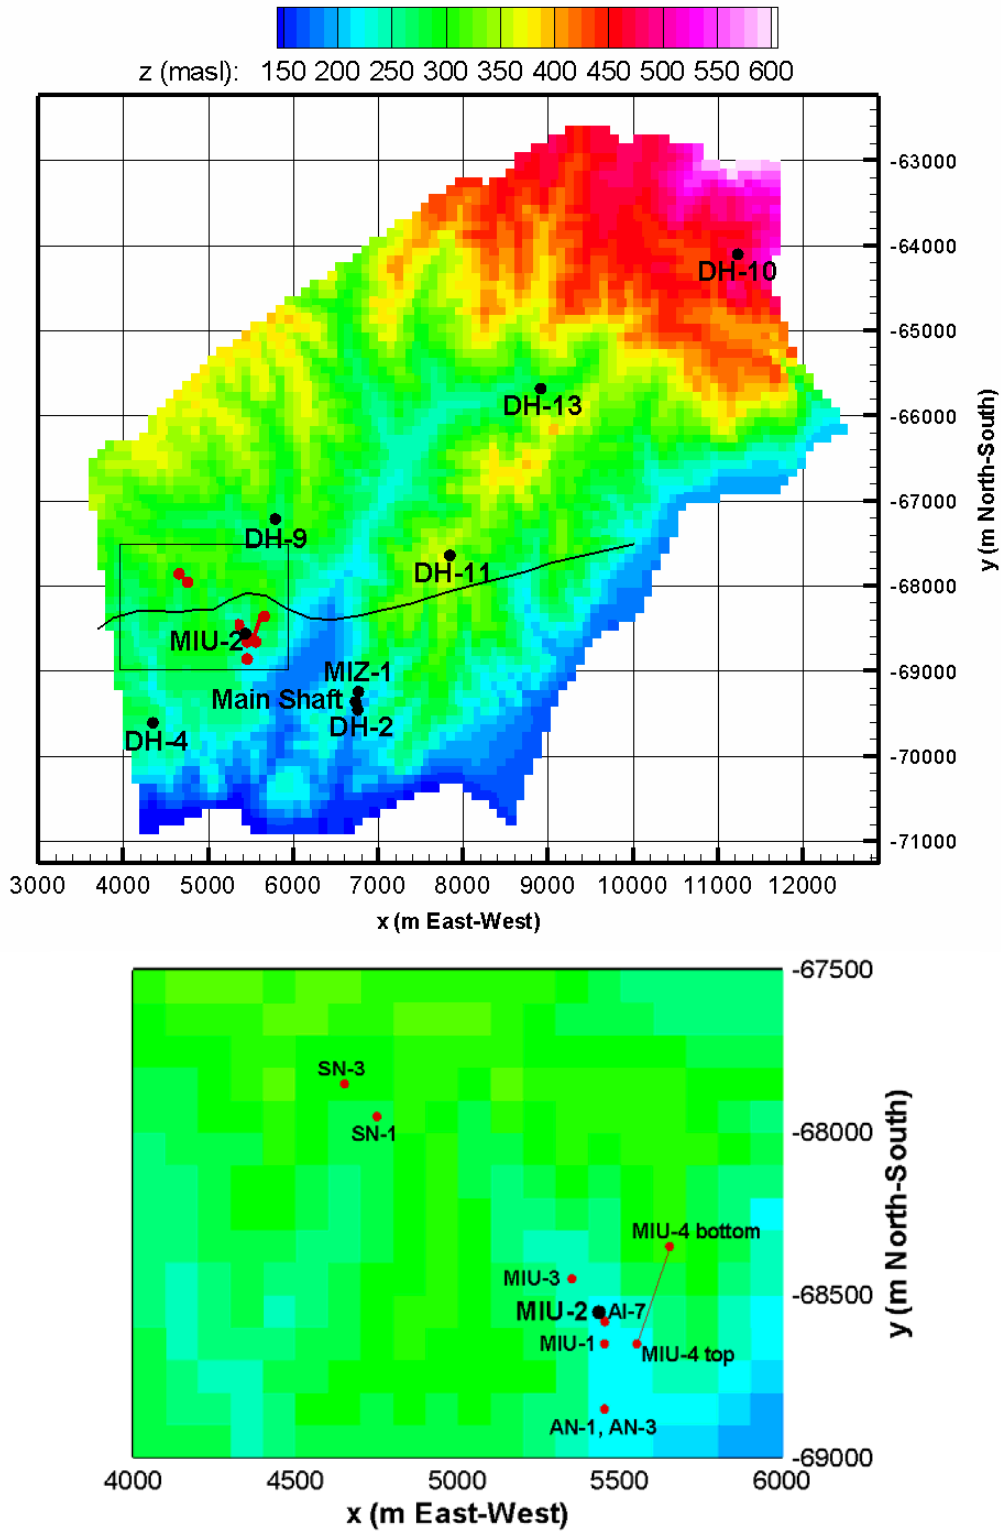 z (masl): 150 200 250 300 350 400 450 500 550 600
-63000
-64000
DH-10
-65000
DH-13
-66000
y (m North-South)
-67000
DH-9
DH-11
-68000
MIU-2
MIZ-1
-69000
Main Shaft
DH-2
DH-4
-70000
-71000
3000 4000 5000 6000 7000 8000 9000 10000 11000 12000
x (m East-West)
-67500
SN-3
SN-1
-68000
y (m North-South)
MIU-4 bottom
MIU-3
-68500
MIU-2 AI-7
MIU-1
MIU-4 top
AN-1, AN-3
-69000
4000 4500 5000 5500 6000
x (m East-West)